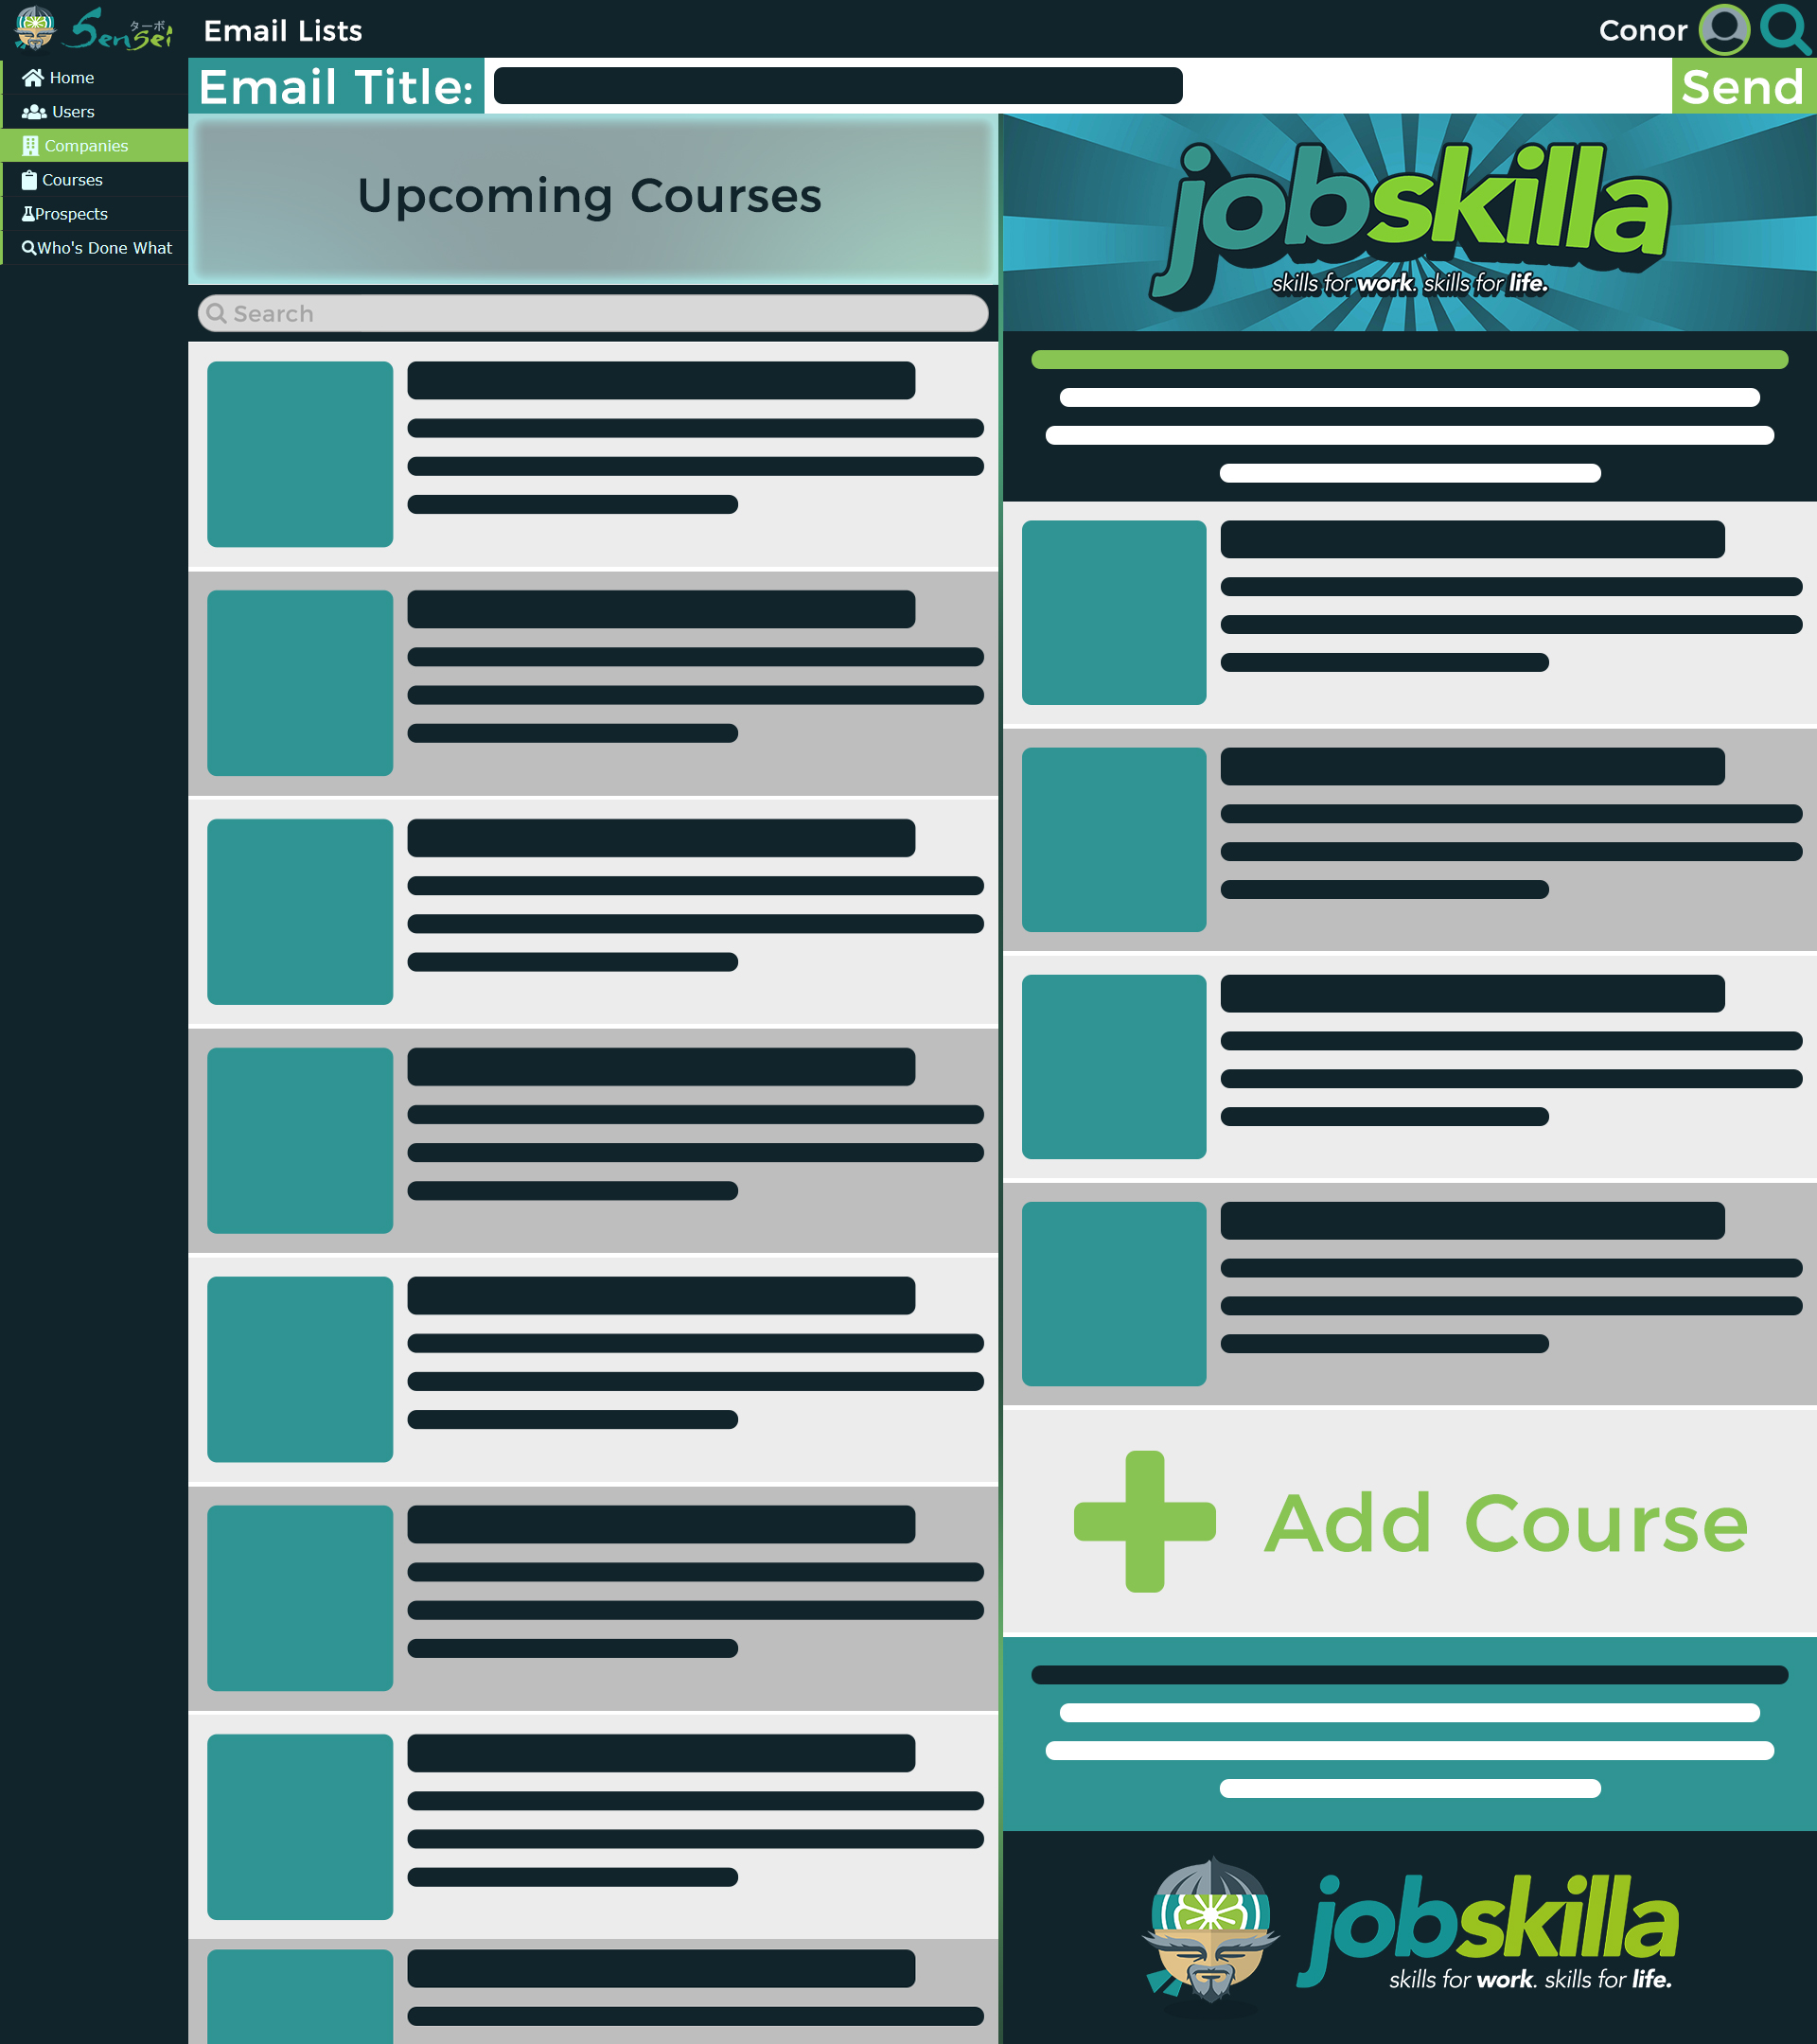 Sensei
ターボ
Email Lists
Conor
Home
Users
Companies
Courses
Prospects
Who's Done What
Email Title:
Send
Upcoming Courses
Search
jobskilla
skills for work. skills for life.
Add Course
jobskilla
skills for work. skills for life.